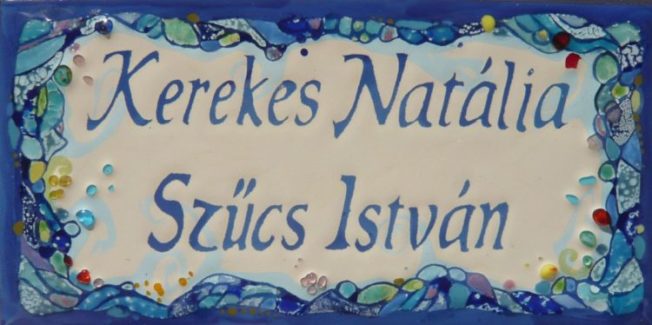 Kerekes Natália
Szűcs István